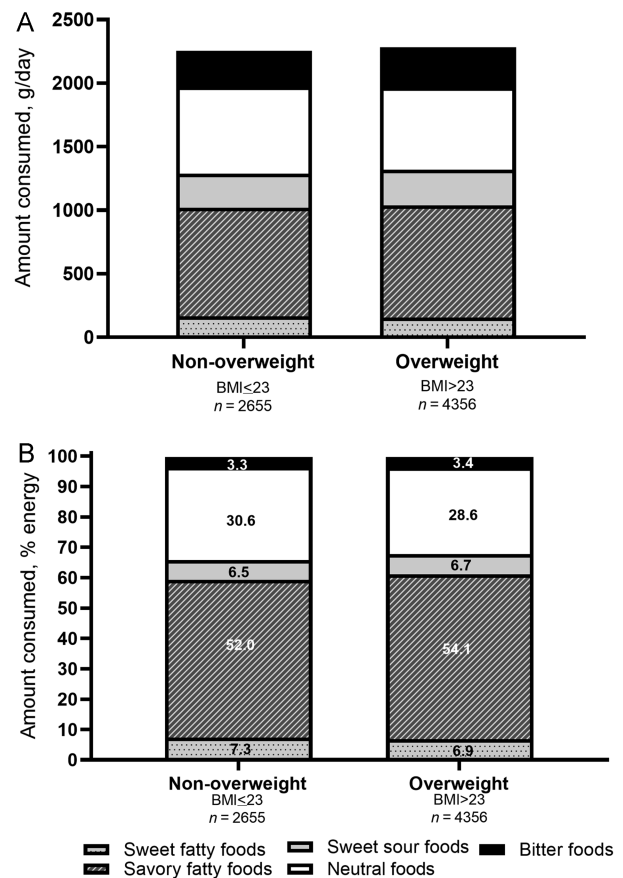 A
Amount consumed, g/day
2500
2000
1500
1000
500
0
Non-overweight
Overweight
BMI≤23
BMI>23
n = 2655
n = 4356
B
Amount consumed, % energy
100
90
80
70
60
50
40
30
20
10
0
3.3
3.4
30.6
28.6
6.5
6.7
52.0
54.1
7.3
6.9
Non-overweight
Overweight
BMI≤23
BMI>23
n = 2655
n = 4356
Sweet fatty foods
Sweet sour foods
Bitter foods
Savory fatty foods
Neutral foods